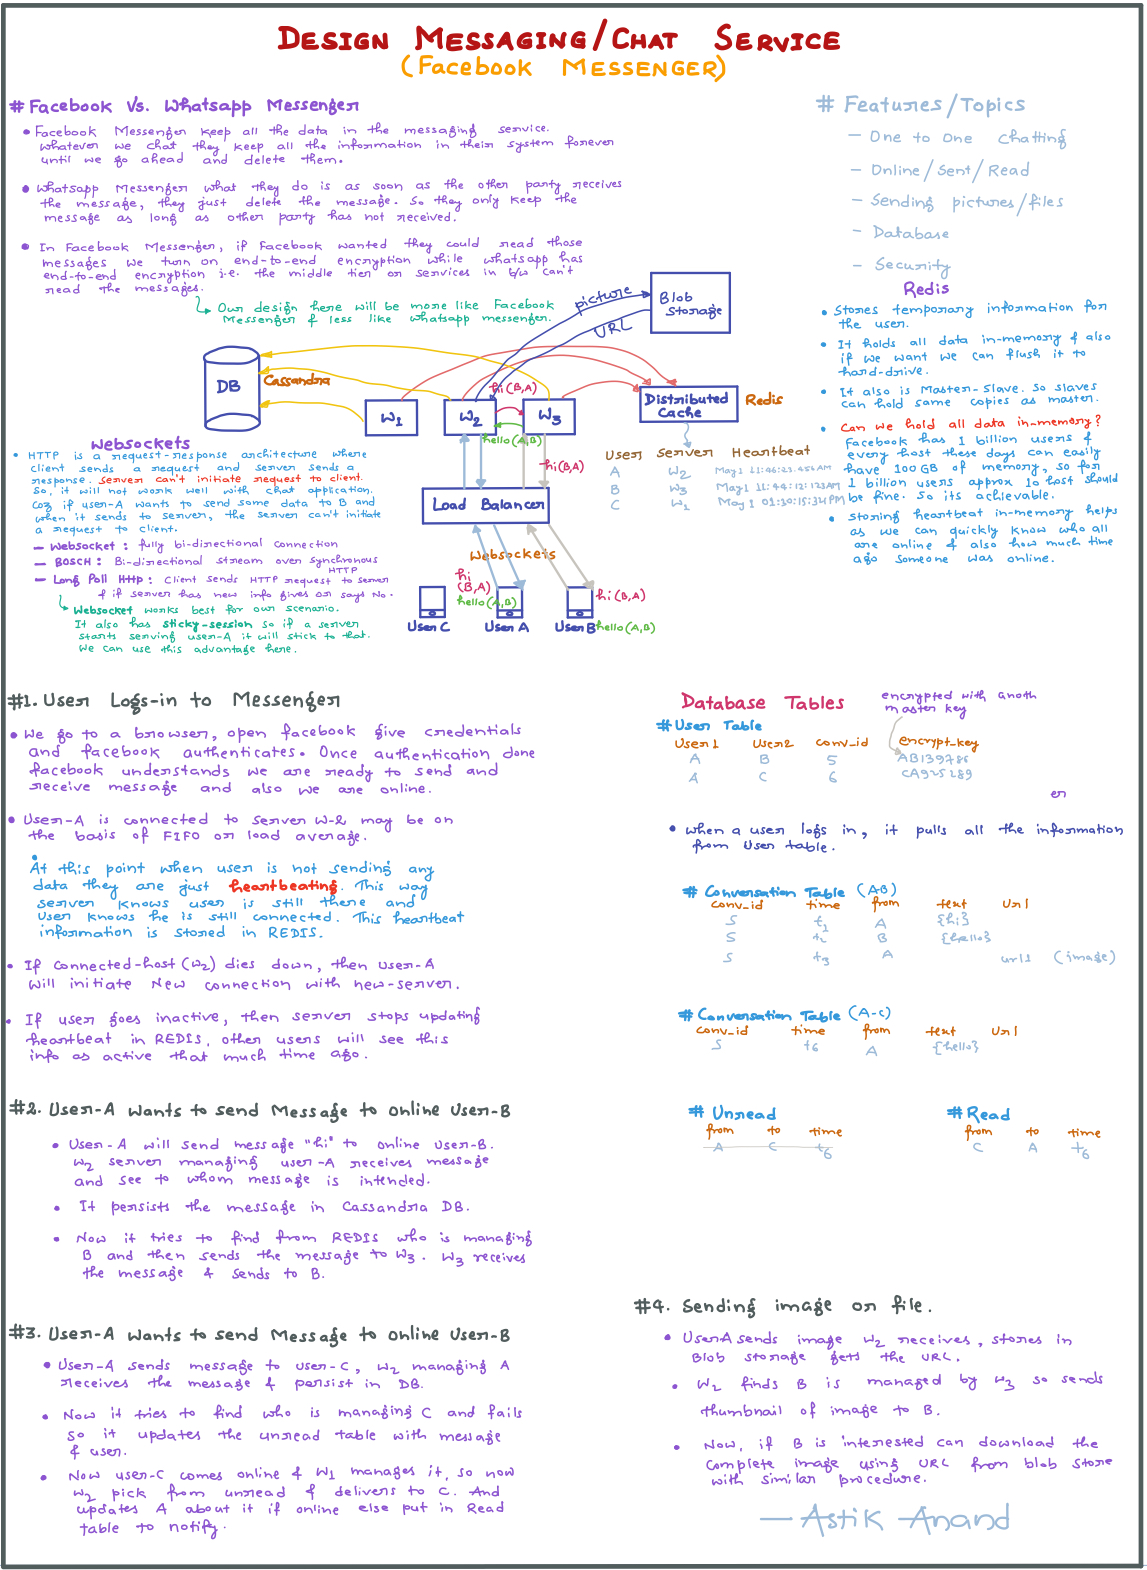 DESIGN MESSAGING/CHAT SERVICE
(FACEBOOK MESSENGER)
# Facebook Vs. Whatsapp Messenger
• Facebook Messenger keep all the data in the messaging service.
whatever we chat they keep all the information in their system forever
until we go ahead and delete them.
• Whatsapp Messenger what they do is as soon as the other party receives
the message, they just delete the message. So they only keep the
message as long as other party has not received.
• In Facebook Messenger, if Facebook wanted they could read those
messages we turn on end-to-end encryption while whatsapp has
end-to-end encryption i.e. the middle tier or services in b/w can't
read the messages.
Our design here will be more like Facebook
Messenger & less like whatsapp messenger.
# Features/Topics
- One to One Chatting
- Online/Sent/Read
- Sending pictures/files
- Database
- Security
Redis
• Stores temporary information for
the user.
• It holds all data in-memory & also
if we want we can flush it to
hard-drive.
• It also is Master-Slave. So slaves
can hold some copies as master.
• Can we hold all data in-memory?
Facebook has 1 billion users &
every host these days can easily
have 100 GB of memory, so for
1 billion users approx 10 host should
be fine. So its achievable.
• Storing heartbeat in-memory helps
as we can quickly know who all
are online & also how much time
ago someone was online.
picture
URL
Blob
Storage
DB
Cassandra
W1
W2
W3
hi(B,A)
hello(A,B)
hi(B,A)
Distributed
Cache
Redis
User Server Heartbeat
A W2 May 1 11:46:23.456AM
B W3 May 1 11:44:12:123AM
C W1 May 1 01:30:15:314PM
Load Balancer
Websockets
hi
(B,A)
hello(A,B)
hi(B,A)
User C
User A
User B
hello(A,B)
Websockets
• HTTP is a request-response architecture where
client sends a request and server sends a
response. Server can't initiate request to client.
So, it will not work well with chat application.
Coz if user-A wants to send some data to B and
when it sends to server, the server can't initiate
a request to client.
- Websocket : fully bi-directional connection
- BOSCH : Bi-directional stream over synchronous
HTTP
- Long Poll Http : Client sends HTTP request to server
& if server has new info gives or says No.
Websocket works best for our scenario.
It also has sticky-session so if a server
starts serving user-A it will stick to that.
We can use this advantage here.
#1. User Logs-in to Messenger
• We go to a browser, open facebook give credentials
and facebook authenticates. Once authentication done
facebook understands we are ready to send and
receive message and also we are online.
• User-A is connected to server W-2 may be on
the basis of FIFO or load average.
• At this point when user is not sending any
data they are just heartbeating. This way
server knows user is still there and
user knows he is still connected. This heartbeat
information is stored in REDIS.
• If connected-host (W2) dies down, then user-A
will initiate New connection with new-server.
• If user goes inactive, then server stops updating
heartbeat in REDIS, other users will see this
info as active that much time ago.
#2. User-A wants to send Message to online User-B
• User-A will send message "hi" to online user-B.
W2 server managing user-A receives message
and see to whom message is intended.
• It persists the message in Cassandra DB.
• Now it tries to find from REDIS who is managing
B and then sends the message to W3. W3 receives
the message & sends to B.
#3. User-A wants to send Message to online User-B
• User-A sends message to user-C, W2 managing A
receives the message & persist in DB.
• Now it tries to find who is managing C and fails
so it updates the unread table with message
& user.
• Now user-C comes online & W1 manages it, so now
W2 pick from unread & delivers to C. And
updates A about it if online else put in Read
table to notify.
Database Tables
encrypted with anoth
master key
# User Table
User1 User2 conv_id encrypt_key
A B 5 AB139786
A C 6 CA925289
er
• when a user logs in, it pulls all the information
from User table.
# Conversation Table (AB)
conv_id time from text Url
5 t1 A {hi}
5 t2 B {hello}
5 t3 A urls (image)
# Conversation Table (A-C)
conv_id time from text Url
5 t6 A {hello}
# Unread
from to time
A C t6
# Read
from to time
C A t6
#4. Sending image or file.
• User A sends image W2 receives, stores in
Blob storage gets the URL.
• W2 finds B is managed by W3 so sends
thumbnail of image to B.
• Now, if B is interested can download the
complete image using URL from blob store
with similar procedure.
— Astik Anand